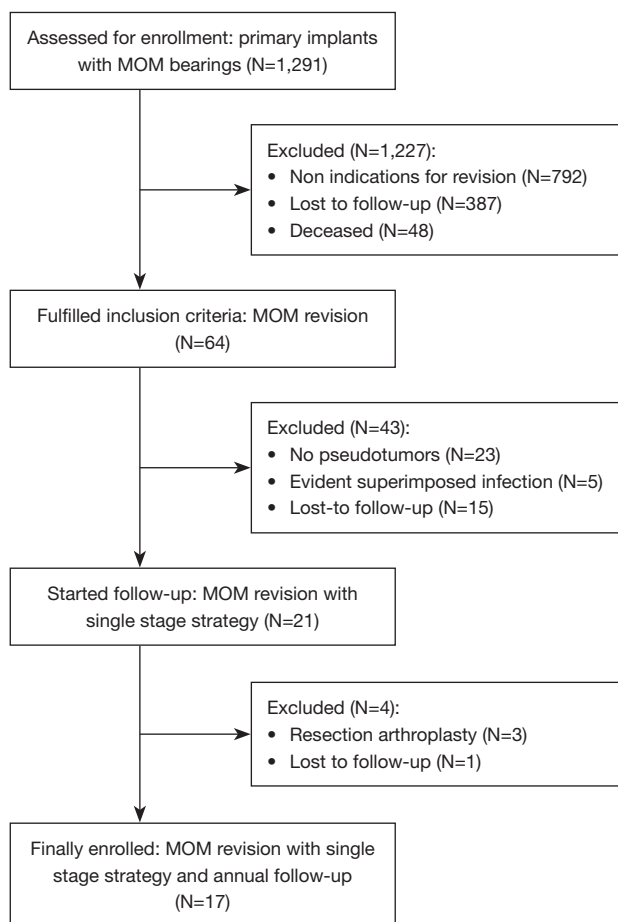 Assessed for enrollment: primary implants
with MOM bearings (N=1,291)
Excluded (N=1,227):
• Non indications for revision (N=792)
• Lost to follow-up (N=387)
• Deceased (N=48)
Fulfilled inclusion criteria: MOM revision
(N=64)
Excluded (N=43):
• No pseudotumors (N=23)
• Evident superimposed infection (N=5)
• Lost-to follow-up (N=15)
Started follow-up: MOM revision with
single stage strategy (N=21)
Excluded (N=4):
• Resection arthroplasty (N=3)
• Lost to follow-up (N=1)
Finally enrolled: MOM revision with single
stage strategy and annual follow-up
(N=17)